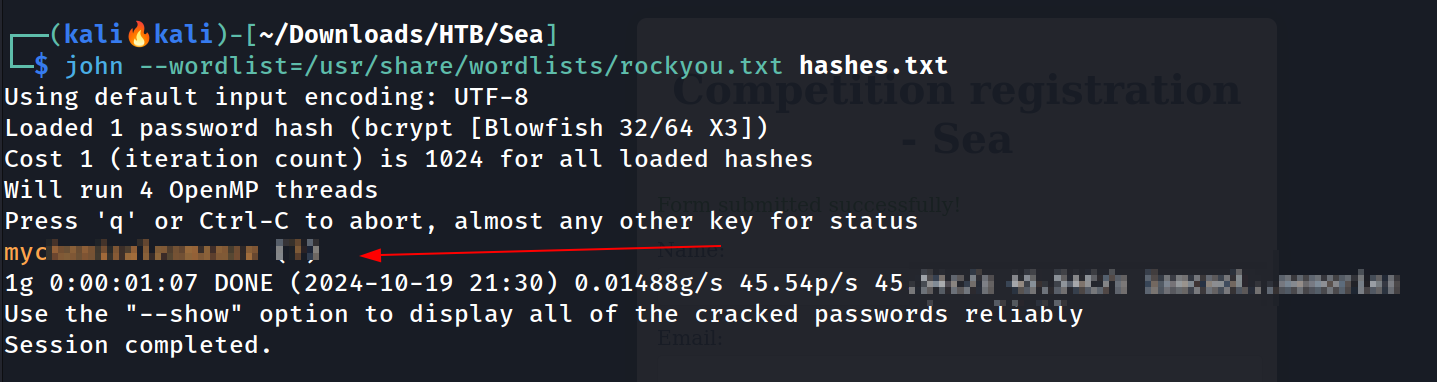 (kali🔥kali)-[~/Downloads/HTB/Sea]
$ john --wordlist=/usr/share/wordlists/rockyou.txt hashes.txt
Using default input encoding: UTF-8
Loaded 1 password hash (bcrypt [Blowfish 32/64 X3])
Cost 1 (iteration count) is 1024 for all loaded hashes
Will run 4 OpenMP threads
Press 'q' or Ctrl-C to abort, almost any other key for status
1g 0:00:01:07 DONE (2024-10-19 21:30) 0.01488g/s 45.54p/s
Use the "--show" option to display all of the cracked passwords reliably
Session completed.
Competition registration
- Sea
Form submitted successfully!
Name:
Email: